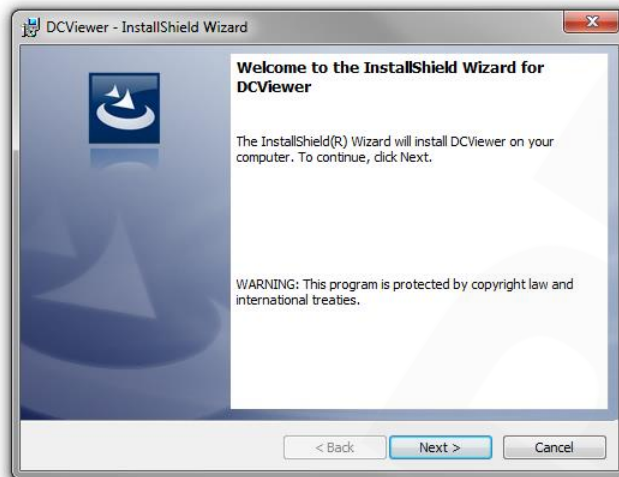 DCViewer - InstallShield Wizard
Welcome to the InstallShield Wizard for
DCViewer
The InstallShield(R) Wizard will install DCViewer on your
computer. To continue, click Next.
WARNING: This program is protected by copyright law and
international treaties.
< Back
Next >
Cancel